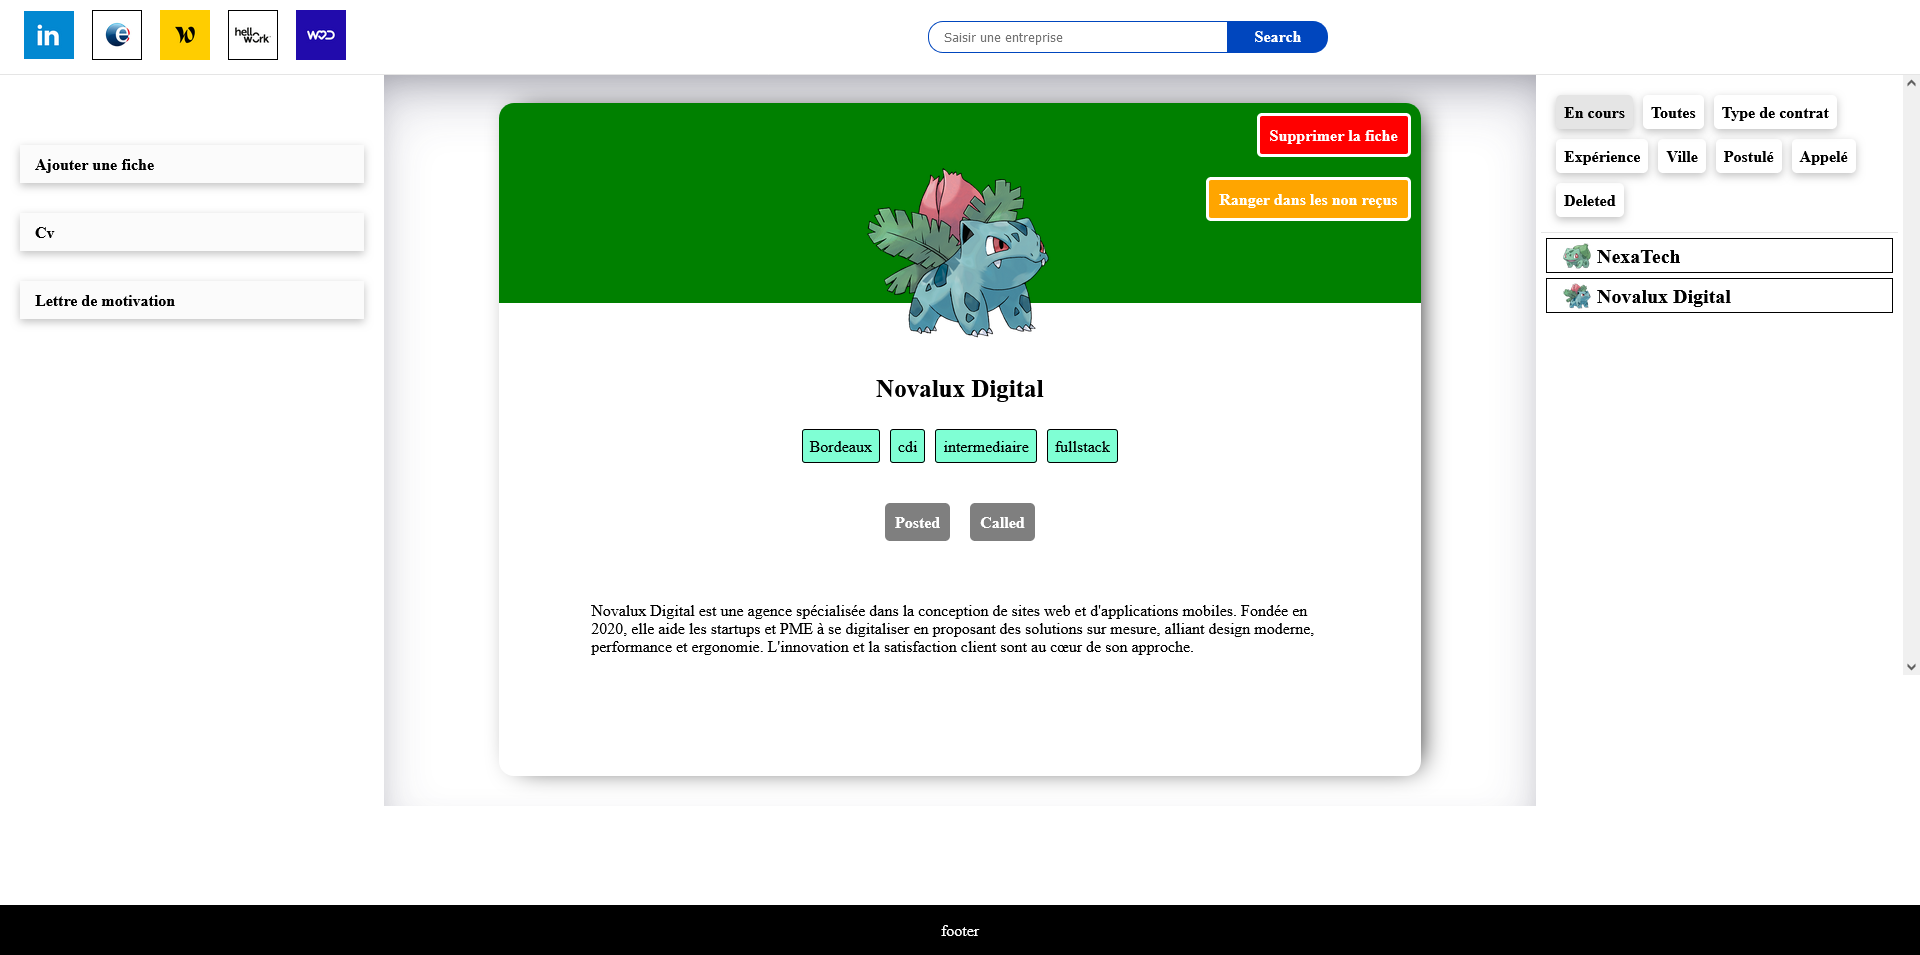 in
e
W
hello
work
Saisir une entreprise
Search
Ajouter une fiche
Cv
Lettre de motivation
Supprimer la fiche
Ranger dans les non reçus
Novalux Digital
Bordeaux
cdi
intermediaire
fullstack
Posted
Called
Novalux Digital est une agence spécialisée dans la conception de sites web et d'applications mobiles. Fondée en
2020, elle aide les startups et PME à se digitaliser en proposant des solutions sur mesure, alliant design moderne,
performance et ergonomie. L'innovation et la satisfaction client sont au cœur de son approche.
En cours
Toutes
Type de contrat
Expérience
Ville
Postulé
Appelé
Deleted
NexaTech
Novalux Digital
footer